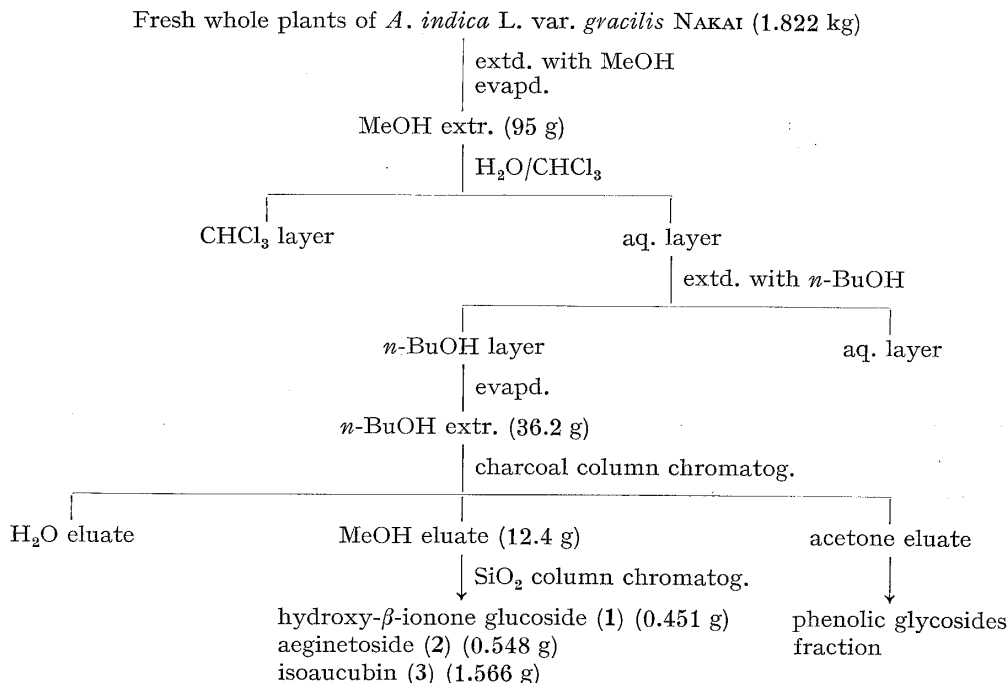 Fresh whole plants of A. indica L. var. gracilis NAKAI (1.822 kg)
extd. with MeOH
evapd.
MeOH extr. (95 g)
H₂O/CHCl₃
CHCl₃ layer aq. layer
extd. with n-BuOH
n-BuOH layer aq. layer
evapd.
n-BuOH extr. (36.2 g)
charcoal column chromatog.
H₂O eluate MeOH eluate (12.4 g) acetone eluate
SiO₂ column chromatog.
hydroxy-β-ionone glucoside (1) (0.451 g) phenolic glycosides
aeginetoside (2) (0.548 g) fraction
isoaucubin (3) (1.566 g)